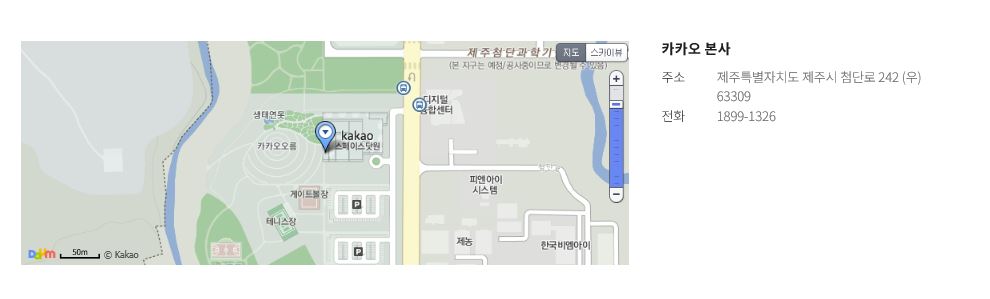 제주첨단과학기
지도
스카이뷰
(본 지구는 예정/공사중이므로 변경될 수 있음)
디지털
융합센터
생태연못
kakao
스페이스닷원
카카오오름
피엔아이
시스템
게이트볼장
P
테니스장
제농
한국비엠아이
P
Daum
50m
© Kakao
카카오 본사
주소 제주특별자치도 제주시 첨단로 242 (우)
63309
전화 1899-1326